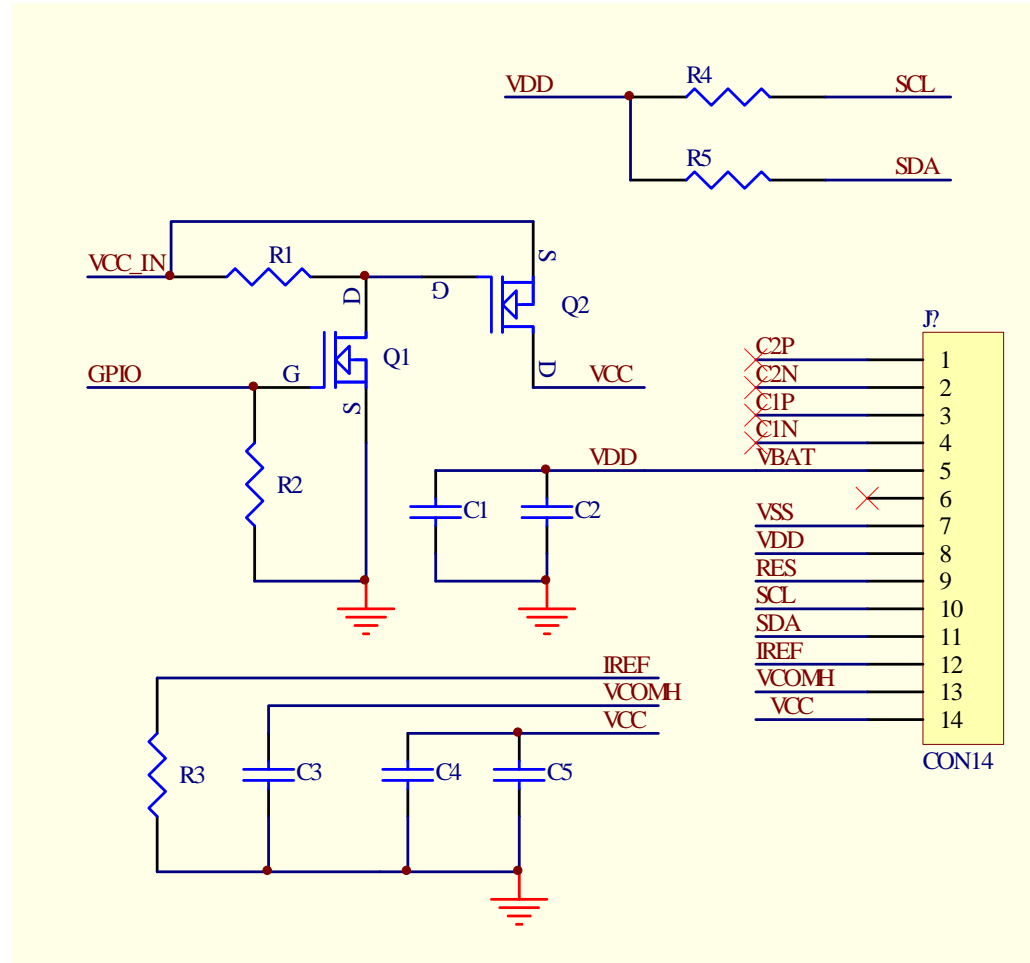 VDD R4 SCL
R5 SDA
VCC_IN R1 D G S Q2
GPIO G Q1 S D VCC
R2
VDD
C1 C2
J?
C2P 1
C2N 2
C1P 3
C1N 4
VBAT 5
6
VSS 7
VDD 8
RES 9
SCL 10
SDA 11
IREF 12
VCOMH 13
VCC 14
CON14
IREF
VCOMH
VCC
R3 C3 C4 C5